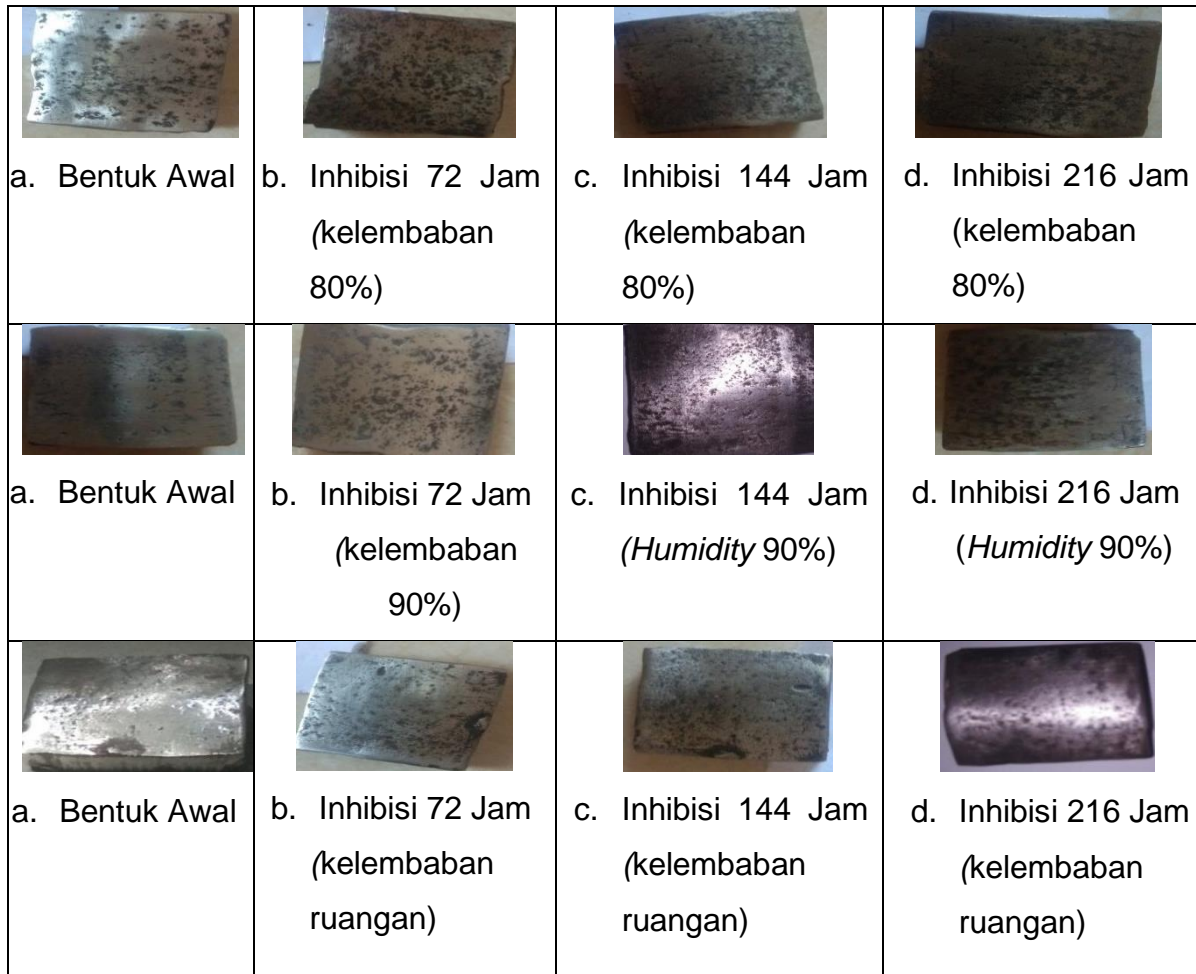 a. Bentuk Awal
b. Inhibisi 72 Jam
(kelembaban
80%)
c. Inhibisi 144 Jam
(kelembaban
80%)
d. Inhibisi 216 Jam
(kelembaban
80%)
a. Bentuk Awal
b. Inhibisi 72 Jam
(kelembaban
90%)
c. Inhibisi 144 Jam
(Humidity 90%)
d. Inhibisi 216 Jam
(Humidity 90%)
a. Bentuk Awal
b. Inhibisi 72 Jam
(kelembaban
ruangan)
c. Inhibisi 144 Jam
(kelembaban
ruangan)
d. Inhibisi 216 Jam
(kelembaban
ruangan)